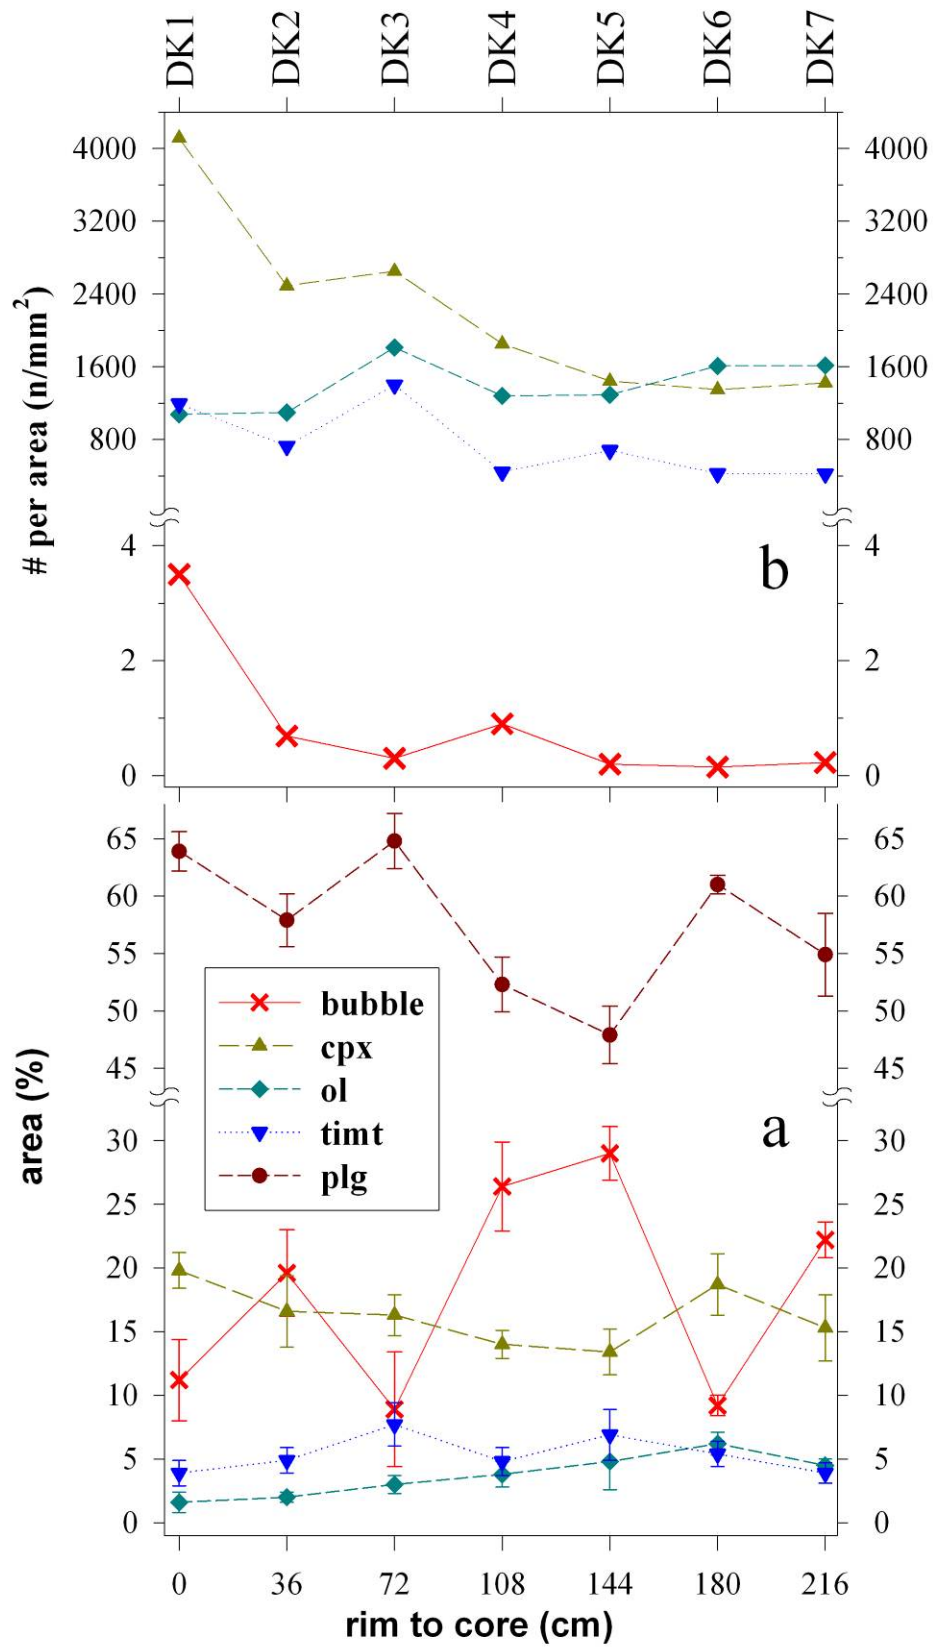 DK1 DK2 DK3 DK4 DK5 DK6 DK7
4000 4000
3200 3200
2400 2400
1600 1600
800 800
# per area (n/mm²)
4 4
b
2 2
0 0
65 65
60 60
55 55
50 50
45 45
bubble
cpx
ol
timt
plg
area (%)
a
30 30
25 25
20 20
15 15
10 10
5 5
0 0
0 36 72 108 144 180 216
rim to core (cm)